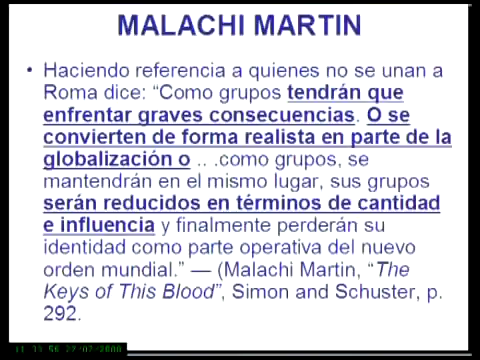 MALACHI MARTIN
• Haciendo referencia a quienes no se unan a
Roma dice: “Como grupos tendrán que
enfrentar graves consecuencias. O se
convierten de forma realista en parte de la
globalización o .. .como grupos, se
mantendrán en el mismo lugar, sus grupos
serán reducidos en términos de cantidad
e influencia y finalmente perderán su
identidad como parte operativa del nuevo
orden mundial.” — (Malachi Martin, “The
Keys of This Blood”, Simon and Schuster, p.
292.